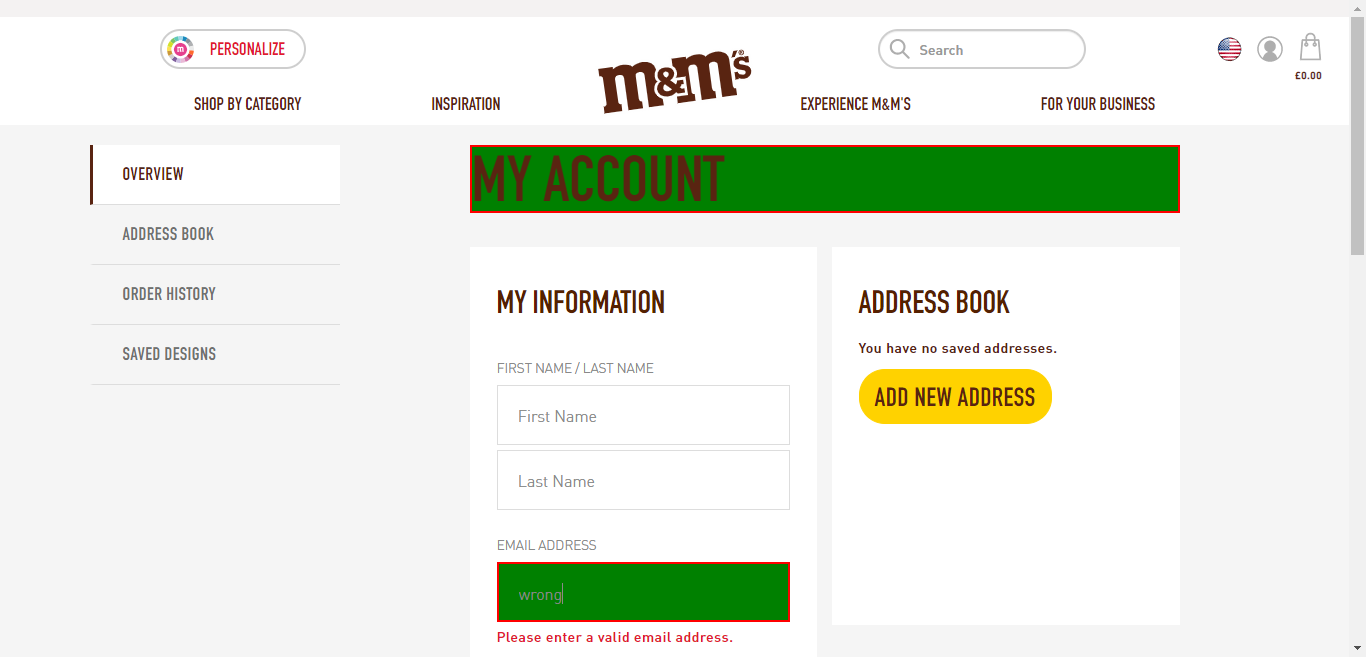 PERSONALIZE
m&m's®
Search
£0.00
SHOP BY CATEGORY
INSPIRATION
EXPERIENCE M&M'S
FOR YOUR BUSINESS
OVERVIEW
ADDRESS BOOK
ORDER HISTORY
SAVED DESIGNS
MY ACCOUNT
MY INFORMATION
FIRST NAME / LAST NAME
First Name
Last Name
EMAIL ADDRESS
wrong
Please enter a valid email address.
ADDRESS BOOK
You have no saved addresses.
ADD NEW ADDRESS